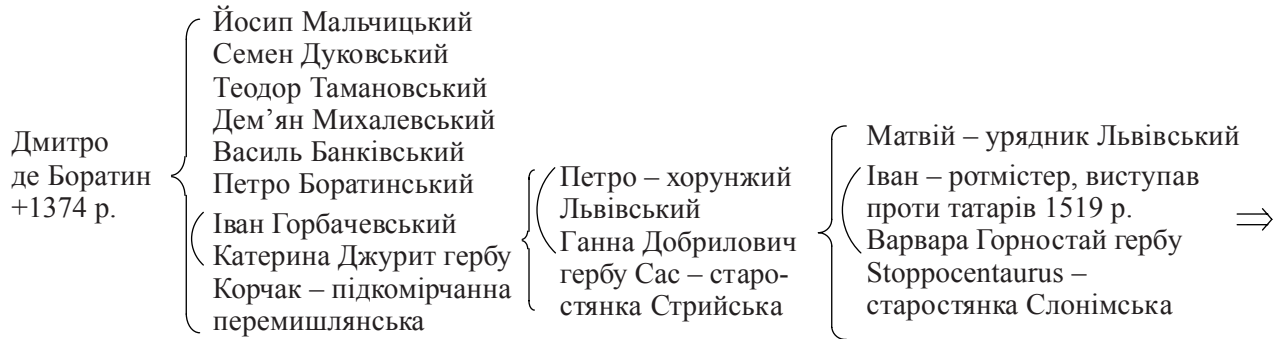 Дмитро
де Боратин
+1374 р.
Йосип Мальчицький
Семен Дуковський
Теодор Тамановський
Дем’ян Михалевський
Василь Банківський
Петро Боратинський
Іван Горбачевський
Катерина Джурит гербу
Корчак – підкомірчанна
перемишлянська
Петро – хорунжий
Львівський
Ганна Добрилович
гербу Сас – старо-
стянка Стрийська
Матвій – урядник Львівський
Іван – ротмістер, виступав
проти татарів 1519 р.
Варвара Горностай гербу
Stoppocentaurus –
старостянка Слонімська
⇒